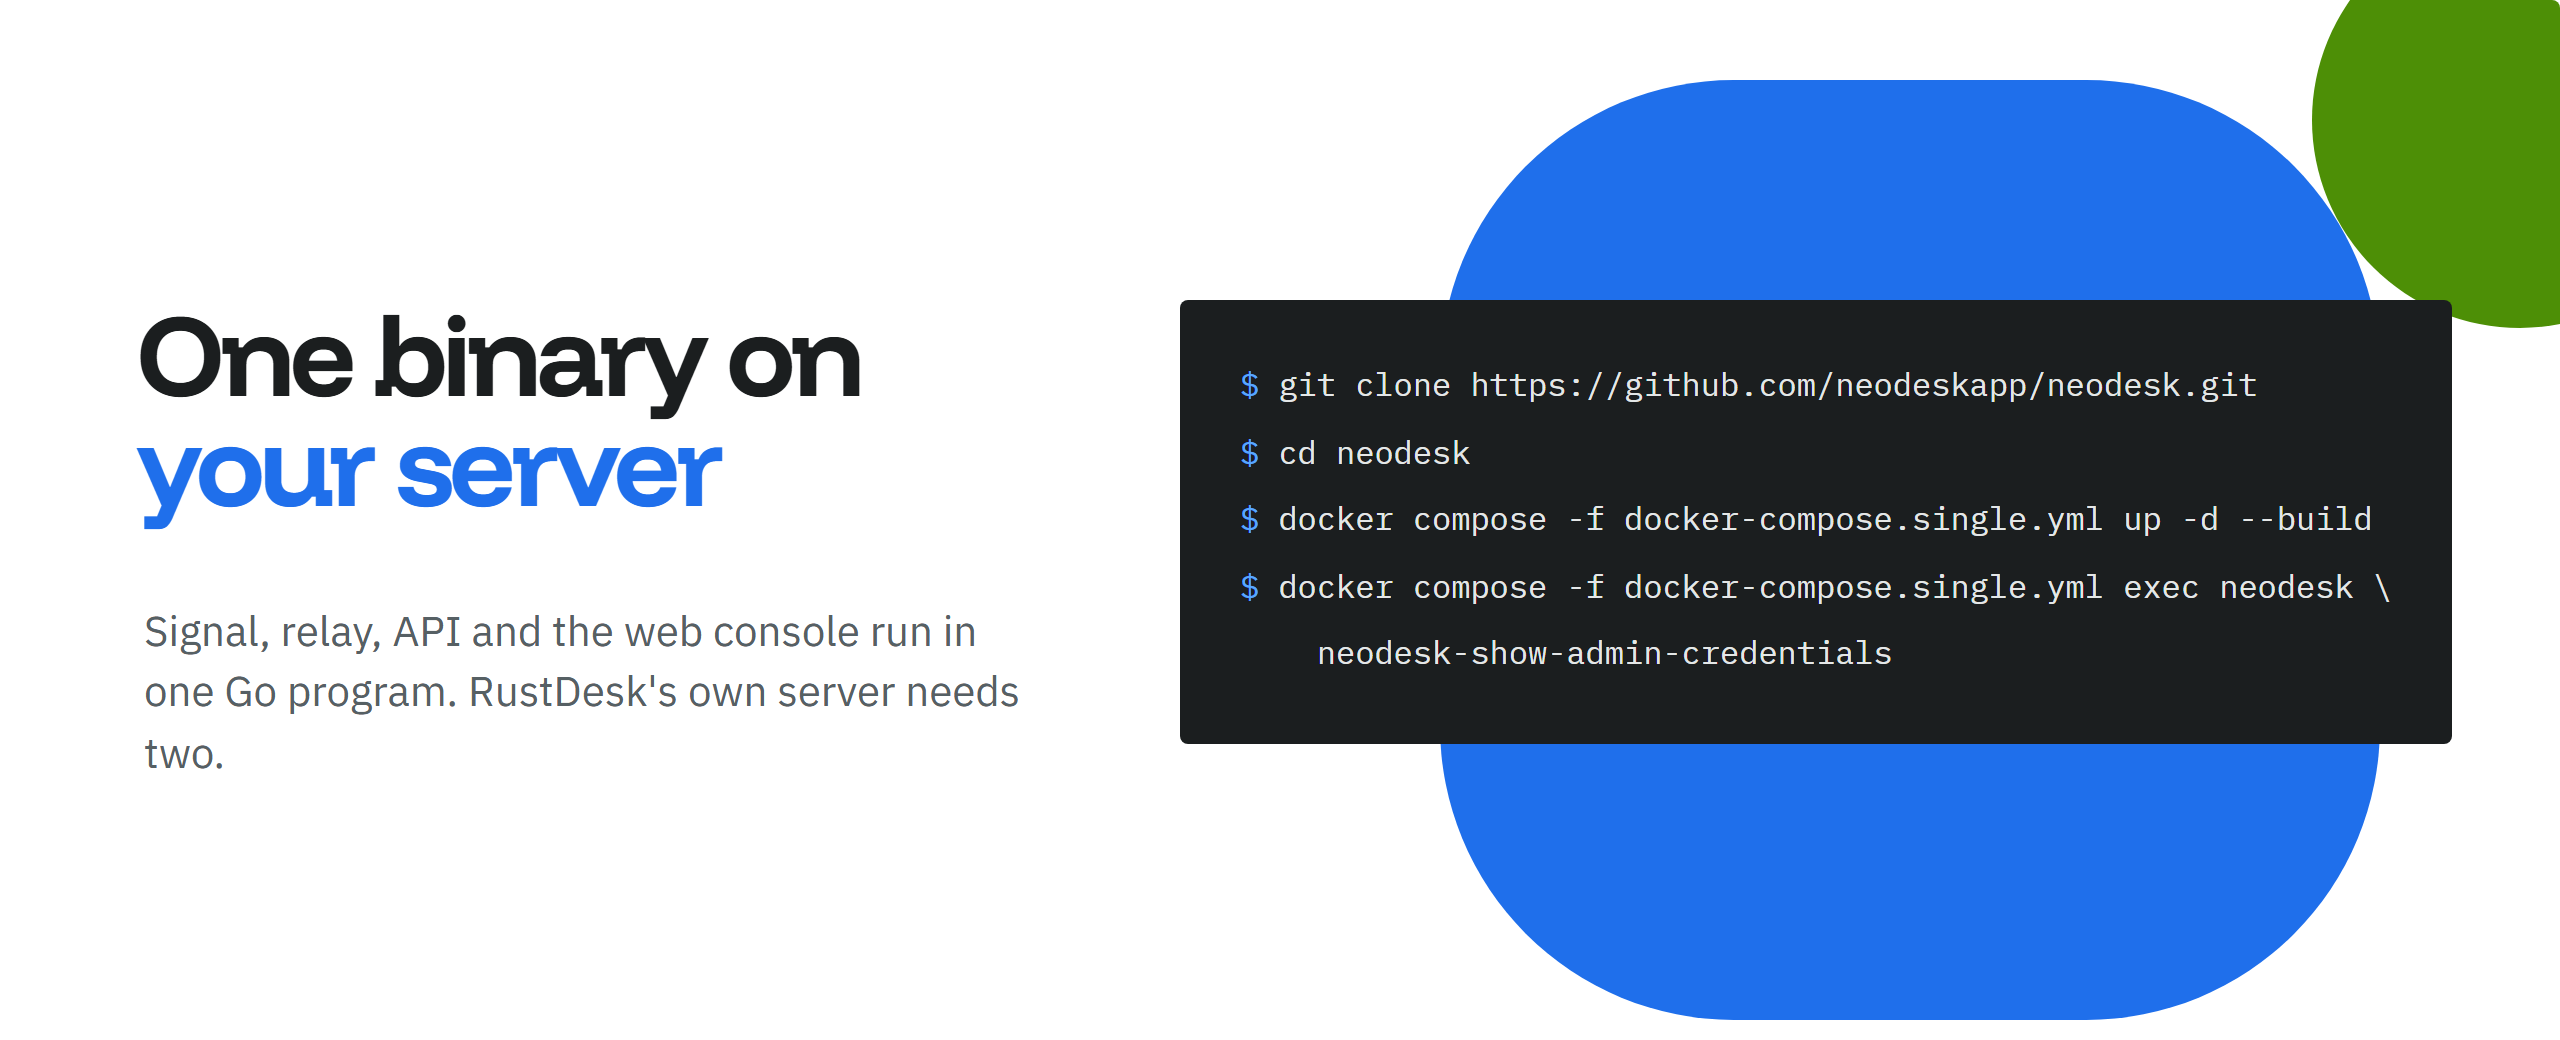 One binary on
your server
Signal, relay, API and the web console run in
one Go program. RustDesk's own server needs
two.
$ git clone https://github.com/neodeskapp/neodesk.git
$ cd neodesk
$ docker compose -f docker-compose.single.yml up -d --build
$ docker compose -f docker-compose.single.yml exec neodesk \
neodesk-show-admin-credentials